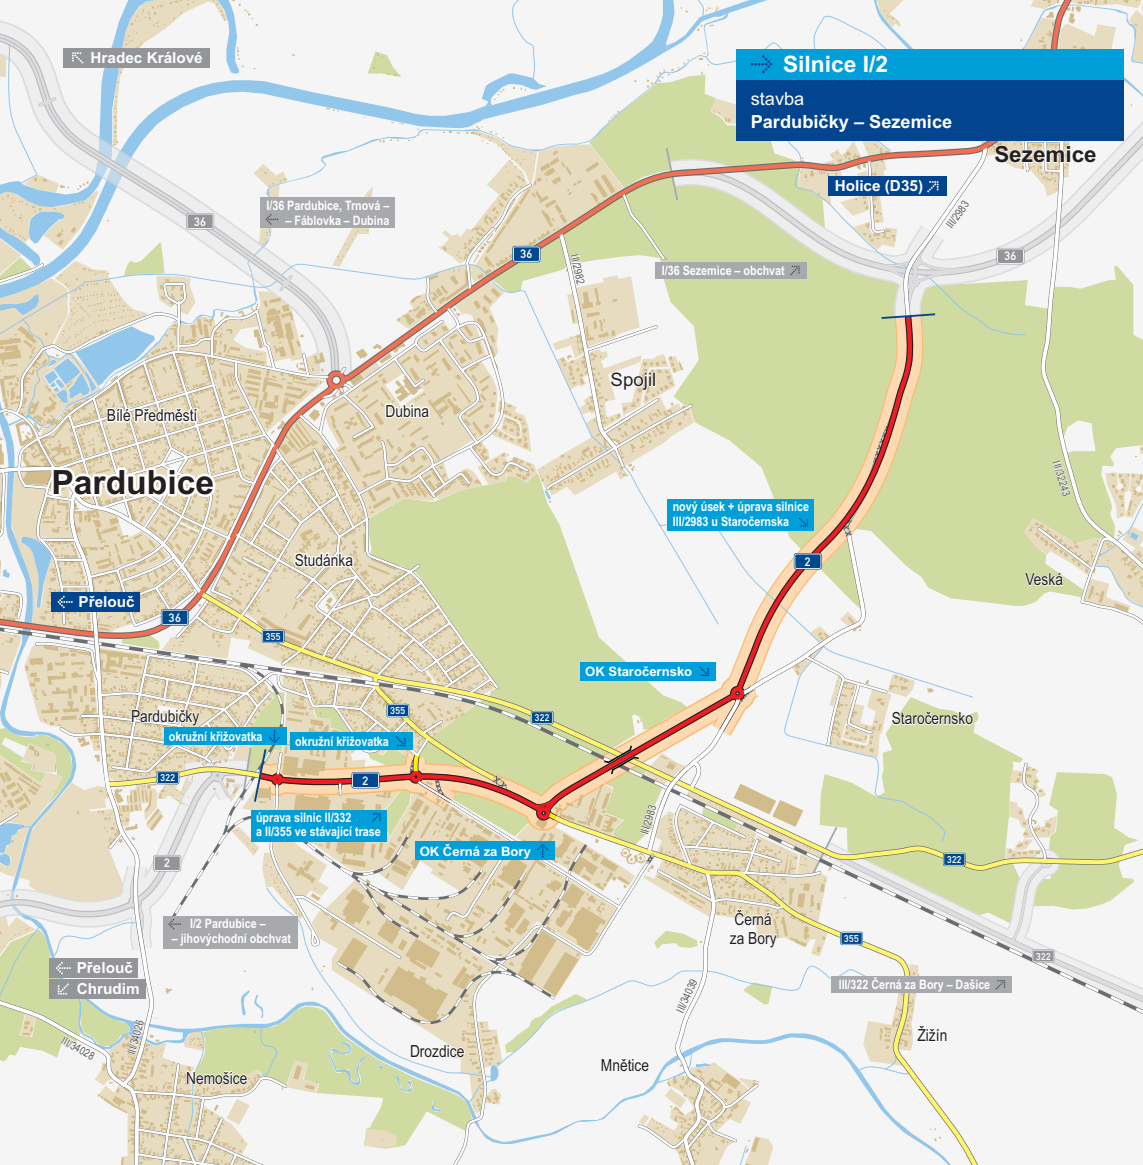 Hradec Králové
Silnice I/2
stavba
Pardubičky – Sezemice
Sezemice
Holice (D35)
I/36 Pardubice, Trnová –
– Fáblovka – Dubina
36
III/2983
36
III/2982
I/36 Sezemice – obchvat
36
Spojil
Bílé Předměstí
Dubina
Pardubice
III/32243
nový úsek + úprava silnice
III/2983 u Staročernska
Studánka
2
Veská
Přelouč
36
355
OK Staročernsko
Pardubičky
355
322
Staročernsko
okružní křižovatka
okružní křižovatka
322
2
úprava silnic II/332
a II/355 ve stávající trase
III/2983
OK Černá za Bory
2
322
I/2 Pardubice –
– jihovýchodní obchvat
Černá
za Bory
355
322
Přelouč
Chrudim
III/322 Černá za Bory – Dašice
III/34039
III/34026
III/34028
Žižín
Drozdice
Mnětice
Nemošice